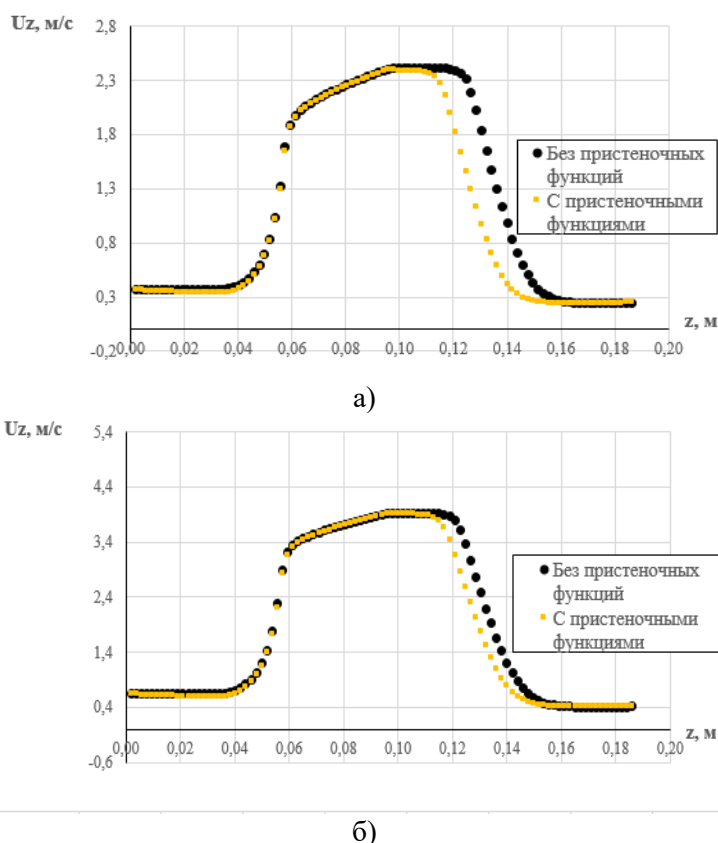 Uz, м/с
2,8
2,3
1,8
1,3
0,8
0,3
-0,2
0,00 0,02 0,04 0,06 0,08 0,10 0,12 0,14 0,16 0,18 0,20
z, м
Без пристеночных
функций
С пристеночными
функциями
а)
Uz, м/с
5,4
4,4
3,4
2,4
1,4
0,4
-0,6
0,00 0,02 0,04 0,06 0,08 0,10 0,12 0,14 0,16 0,18 0,20
z, м
Без пристеночных
функций
С пристеночными
функциями
б)